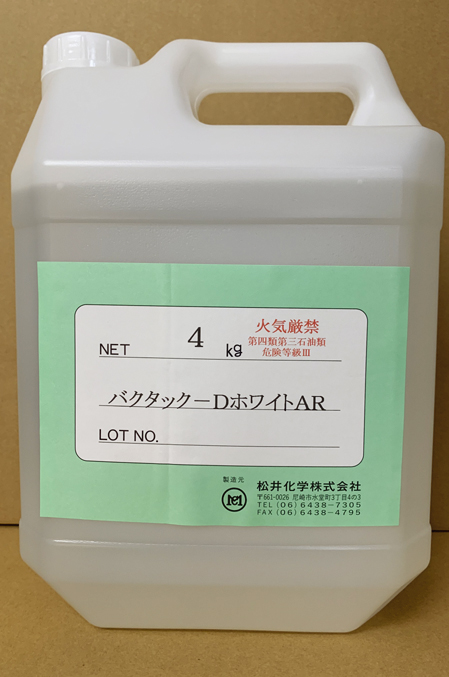 火気厳禁
第四類第三石油類
危険等級Ⅲ
NET 4 kg
バクタック－DホワイトAR
LOT NO.
製造元
松井化学株式会社
〒661-0026 尼崎市水堂町3丁目4の3
TEL (06) 6438－7305
FAX (06) 6438－4795